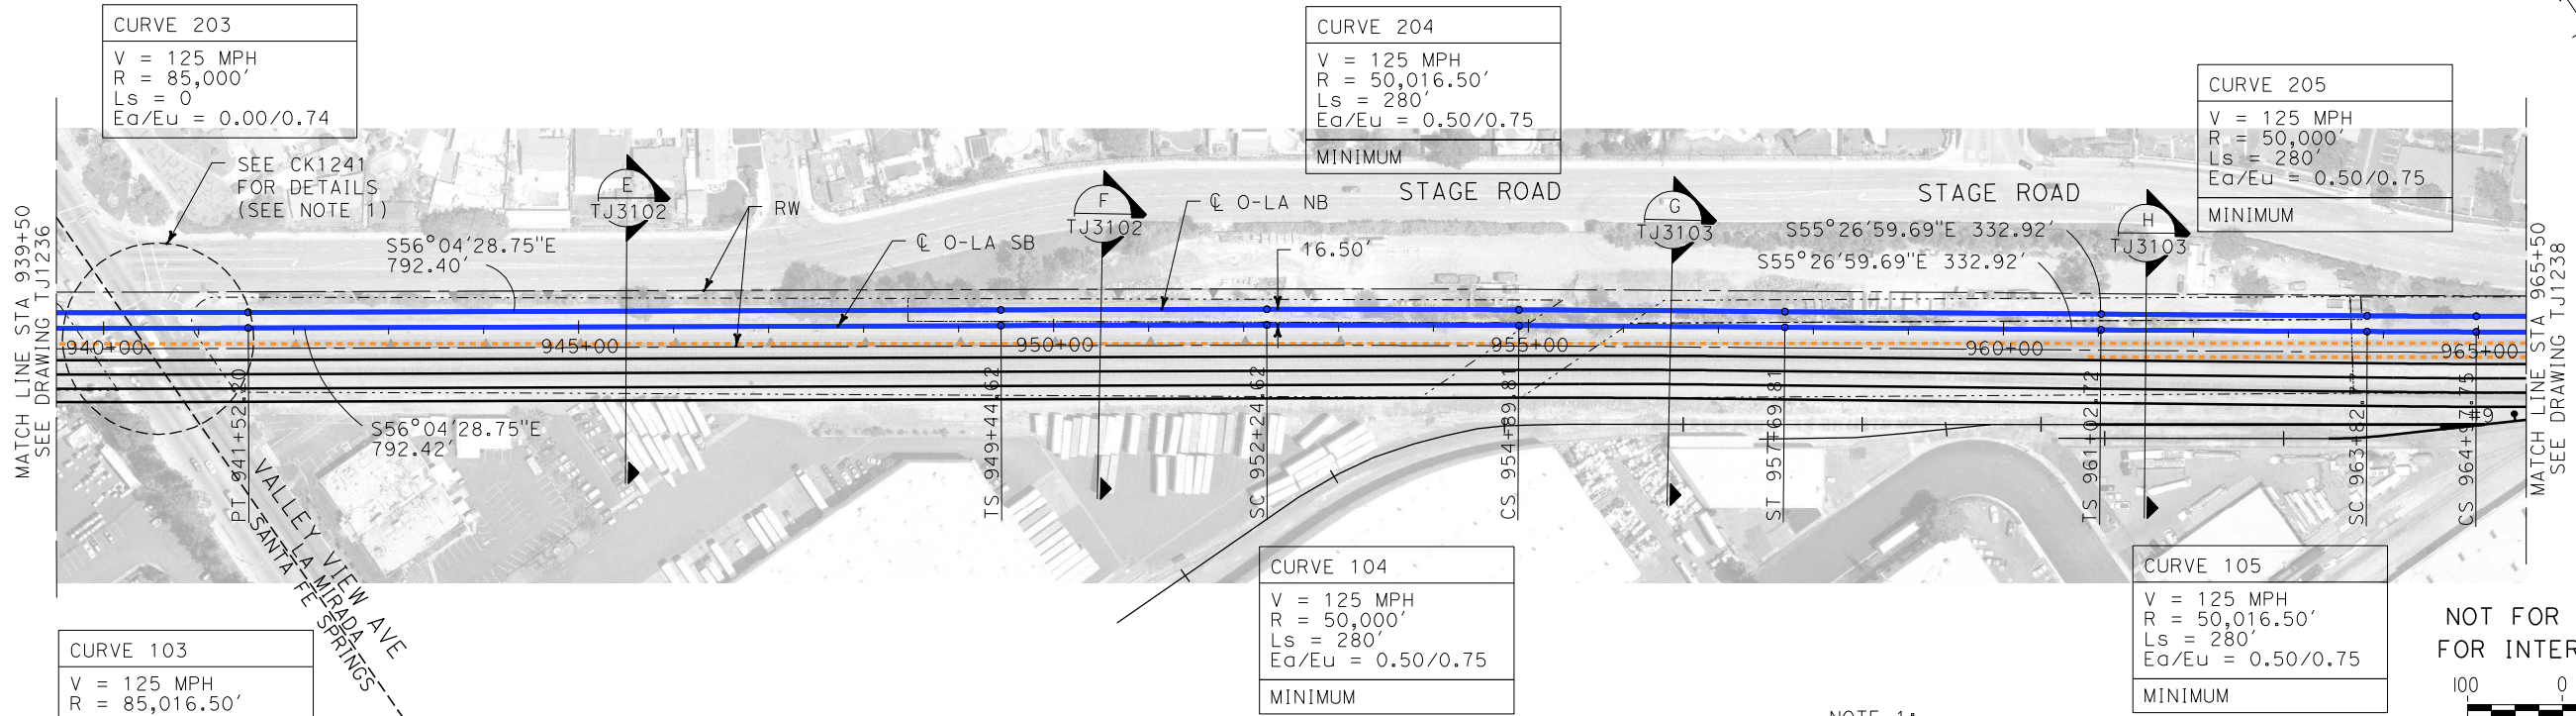 CURVE 203
V = 125 MPH
R = 85,000'
Ls = 0
Ea/Eu = 0.00/0.74
CURVE 204
V = 125 MPH
R = 50,016.50'
Ls = 280'
Ea/Eu = 0.50/0.75
MINIMUM
CURVE 205
V = 125 MPH
R = 50,000'
Ls = 280'
Ea/Eu = 0.50/0.75
MINIMUM
SEE CK1241
FOR DETAILS
(SEE NOTE 1)
E
TJ3102
F
TJ3102
G
TJ3103
H
TJ3103
STAGE ROAD
STAGE ROAD
RW
℄ O-LA NB
℄ O-LA SB
16.50'
S56°04'28.75"E
792.40'
S55°26'59.69"E 332.92'
S55°26'59.69"E 332.92'
MATCH LINE STA 939+50
SEE DRAWING TJ1236
MATCH LINE STA 965+50
SEE DRAWING TJ1238
940+00
945+00
950+00
955+00
960+00
965+00
S56°04'28.75"E
792.42'
PT 941+52.20
TS 949+44.62
SC 952+24.62
CS 954+89.81
ST 957+69.81
TS 961+02.72
SC 963+82.
CS 964+97.75
#9
VALLEY VIEW AVE
LA MIRADA
SANTA FE SPRINGS
CURVE 103
V = 125 MPH
R = 85,016.50'
CURVE 104
V = 125 MPH
R = 50,000'
Ls = 280'
Ea/Eu = 0.50/0.75
MINIMUM
CURVE 105
V = 125 MPH
R = 50,016.50'
Ls = 280'
Ea/Eu = 0.50/0.75
MINIMUM
NOT FOR
FOR INTER
100 0
NOTE 1: